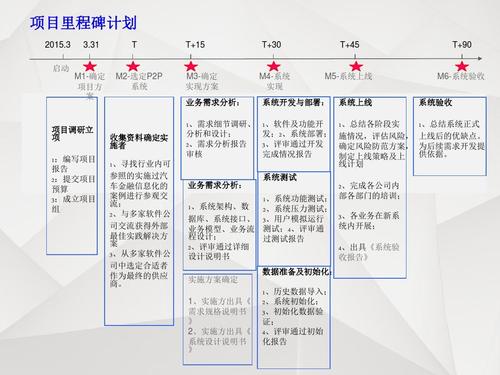 项目里程碑计划
2015.3 3.31 T T+15 T+30 T+45 T+90
启动
M1-确定
项目方
案
M2-选定P2P
系统
M3-确定
实现方案
M4-系统
实现
M5-系统上线
M6-系统验收
项目调研立
项
1：编写项目
报告
2：提交项目
预算
3：成立项目
组
收集资料确定实
施者
1、寻找行业内可
参照的实施过汽
车金融信息化的
案例进行参观交
流：
2、与多家软件公
司交流获得外部
最佳实践解决方
案
3、从多家软件公
司中选定合适者
作为最终的供应
商。
业务需求分析：
1、需求细节调研、
分析和设计；
2、需求分析报告
审核
业务需求分析：
1、系统架构、数
据库、系统接口、
业务模型、业务流
程设计；
2、评审通过详细
设计说明书
实施方案确定
1、实施方出具《
需求规格说明书》
2、实施方出具《
系统设计说明书》
系统开发与部署：
1、软件及功能开
发；2、系统部署；
3、评审通过开发
完成情况报告
系统测试
1、系统功能测试；
2、系统压力测试；
3、用户模拟运行
测试；4、评审通
过测试报告
数据准备及初始化：
1、历史数据导入；
2、系统初始化；
3、初始化数据验
证；
4、评审通过初始
化报告
系统上线
1、总结各阶段实
施情况，评估风险，
确定风险防范方案，
制定上线策略及上
线计划
2、完成各公司内
各部门的培训；
3、各业务在新系
统内开展；
4、出具《系统验
收报告》
系统验收
1、总结系统正式
上线后的优缺点。
为后续需求开发提
供依据。